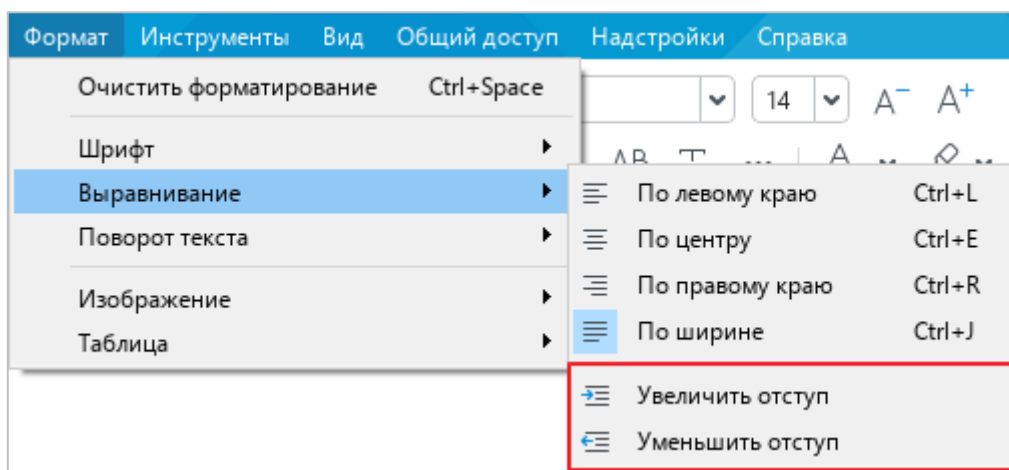 Формат Инструменты Вид Общий доступ Надстройки Справка
Очистить форматирование Ctrl+Space
14 A− A+
Шрифт
Выравнивание
По левому краю Ctrl+L
Поворот текста
По центру Ctrl+E
Изображение
По правому краю Ctrl+R
Таблица
По ширине Ctrl+J
Увеличить отступ
Уменьшить отступ